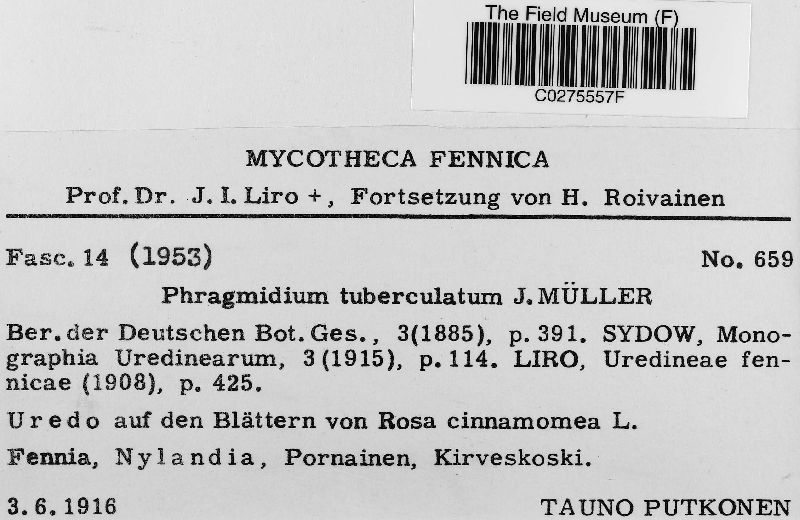 The Field Museum (F)
C0275557F
MYCOTHECA FENNICA
Prof. Dr. J. I. Liro +, Fortsetzung von H. Roivainen
Fasc. 14 (1953) No. 659
Phragmidium tuberculatum J. MÜLLER
Ber. der Deutschen Bot. Ges., 3(1885), p. 391. SYDOW, Mono-
graphia Uredinearum, 3 (1915), p. 114. LIRO, Uredineae fen-
nicae (1908), p. 425.
Uredo auf den Blättern von Rosa cinnamomea L.
Fennia, Nylandia, Pornainen, Kirveskoski.
3.6.1916 TAUNO PUTKONEN